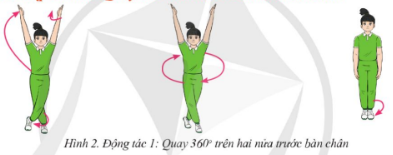 Hình 2. Động tác 1: Quay 360° trên hai nửa trước bàn chân